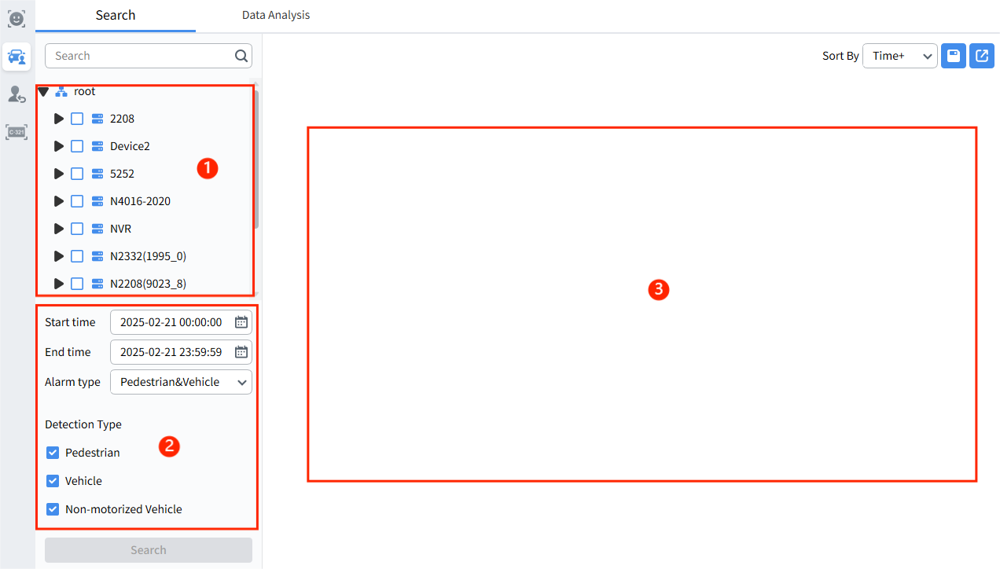 Search
Data Analysis
Search
Sort By
Time+
root
2208
Device2
5252
N4016-2020
NVR
N2332(1995_0)
N2208(9023_8)
1
Start time
2025-02-21 00:00:00
End time
2025-02-21 23:59:59
Alarm type
Pedestrian&Vehicle
Detection Type
Pedestrian
Vehicle
Non-motorized Vehicle
2
Search
3
C-321